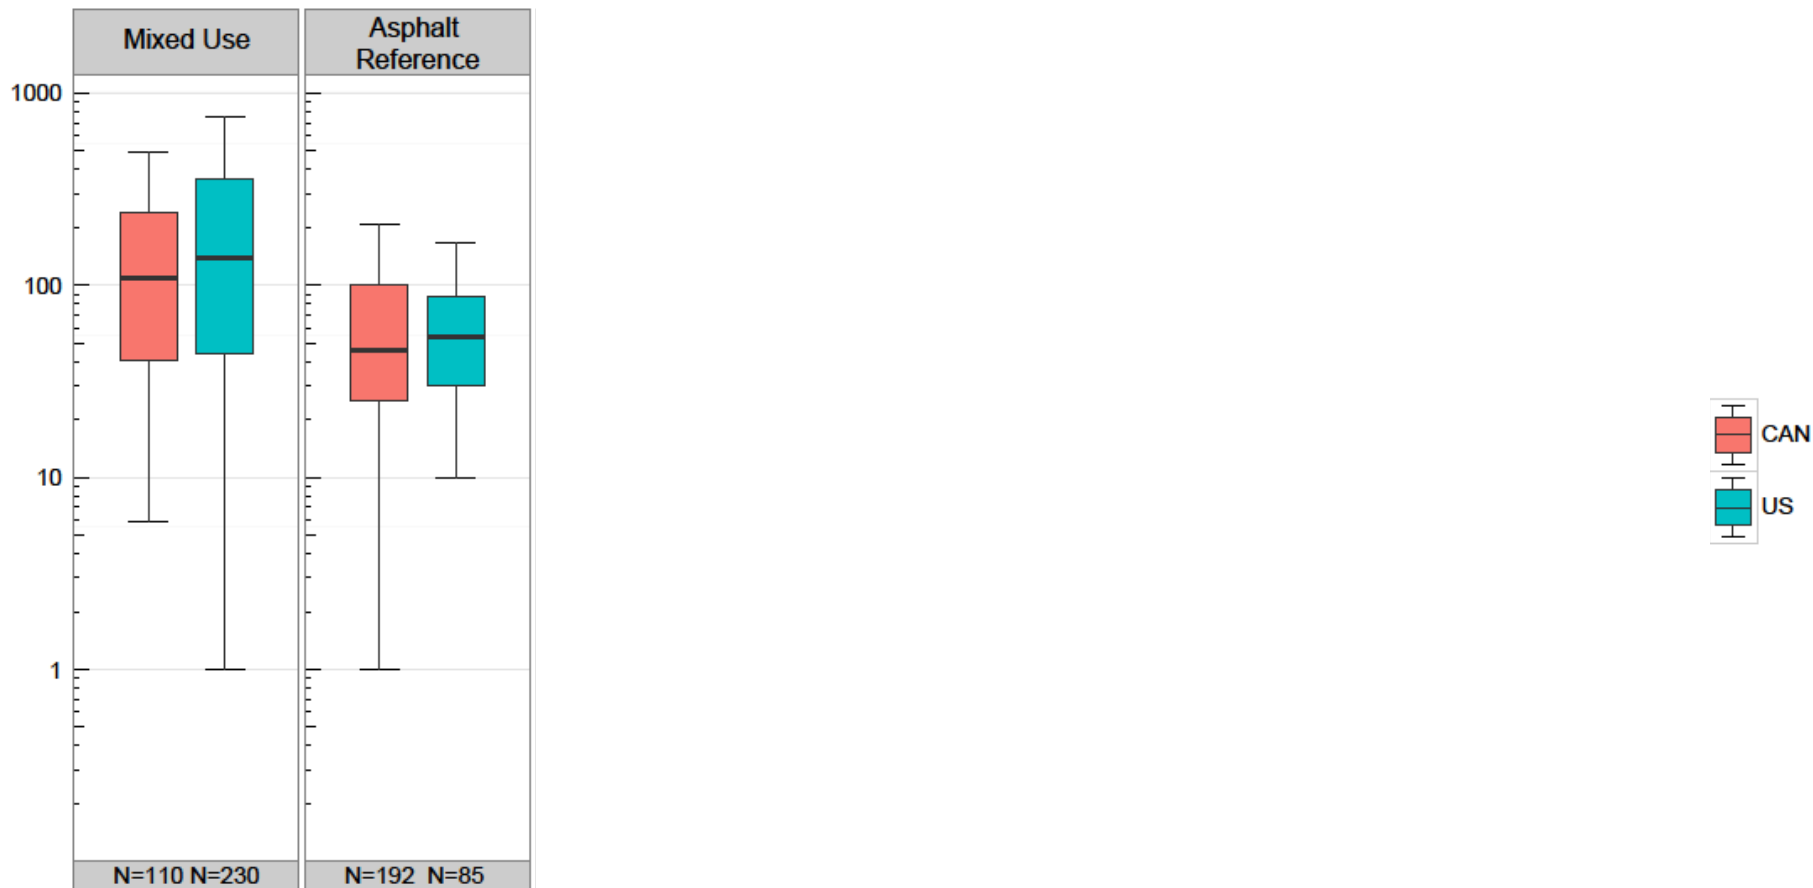 Mixed Use
Asphalt
Reference
1000
100
10
1
N=110 N=230
N=192 N=85
CAN
US